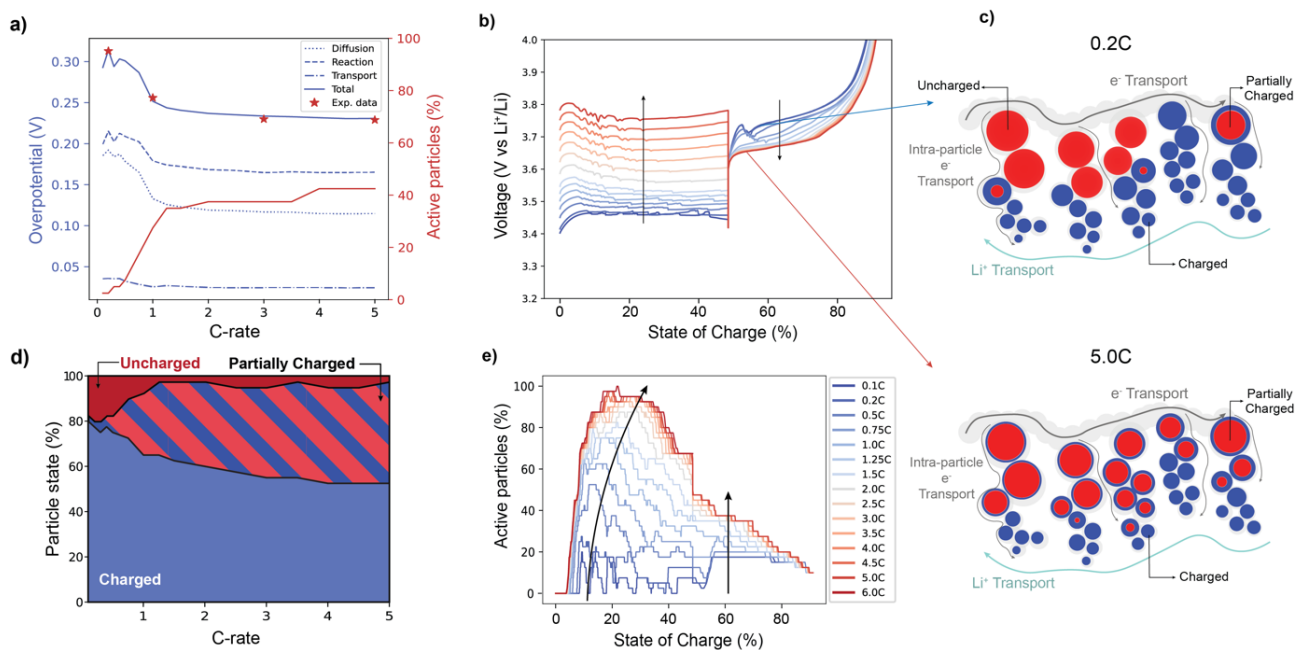 a)
Overpotential (V)
0.30
0.25
0.20
0.15
0.10
0.05
0
1
2
3
4
5
C-rate
100
80
60
40
20
0
Active particles (%)
Diffusion
Reaction
Transport
Total
Exp. data
b)
Voltage (V vs Li⁺/Li)
4.0
3.9
3.8
3.7
3.6
3.5
3.4
3.3
3.2
0
20
40
60
80
State of Charge (%)
c)
0.2C
Uncharged
e⁻ Transport
Partially
Charged
Intra-particle
e⁻
Transport
Li⁺ Transport
Charged
5.0C
e⁻ Transport
Partially
Charged
Intra-particle
e⁻
Transport
Li⁺ Transport
Charged
d)
Uncharged
Partially Charged
Particle state (%)
100
80
60
40
20
0
Charged
1
2
3
4
5
C-rate
e)
Active particles (%)
100
80
60
40
20
0
0
20
40
60
80
State of Charge (%)
0.1C
0.2C
0.5C
0.75C
1.0C
1.25C
1.5C
2.0C
2.5C
3.0C
3.5C
4.0C
4.5C
5.0C
6.0C